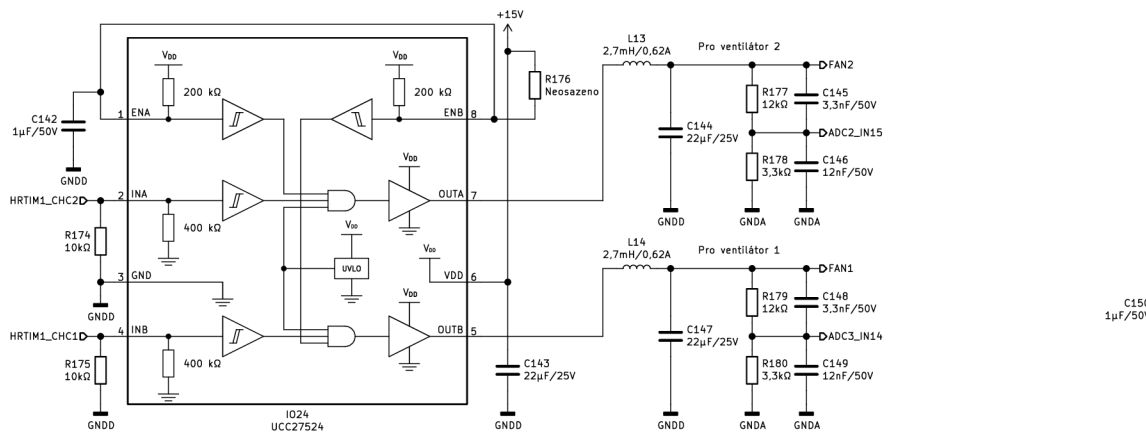 +15V
L13
2,7mH/0,62A
Pro ventilátor 2
FAN2
VDD
VDD
200 kΩ
200 kΩ
R176
Neosazeno
R177
12kΩ
C145
3,3nF/50V
C142
1µF/50V
1
ENA
ENB
8
C144
22µF/25V
ADC2_IN15
R178
3,3kΩ
C146
12nF/50V
GNDD
VDD
HRTIM1_CHC2
2
INA
OUTA
7
R174
10kΩ
400 kΩ
GNDD
GNDA
GNDA
VDD
VDD
L14
2,7mH/0,62A
Pro ventilátor 1
UVLO
FAN1
3
GND
VDD
6
GNDD
VDD
R179
12kΩ
C148
3,3nF/50V
C150
1µF/50V
HRTIM1_CHC1
4
INB
OUTB
5
C147
22µF/25V
ADC3_IN14
R175
10kΩ
400 kΩ
C143
22µF/25V
R180
3,3kΩ
C149
12nF/50V
GNDD
IO24
UCC27524
GNDD
GNDD
GNDA
GNDA